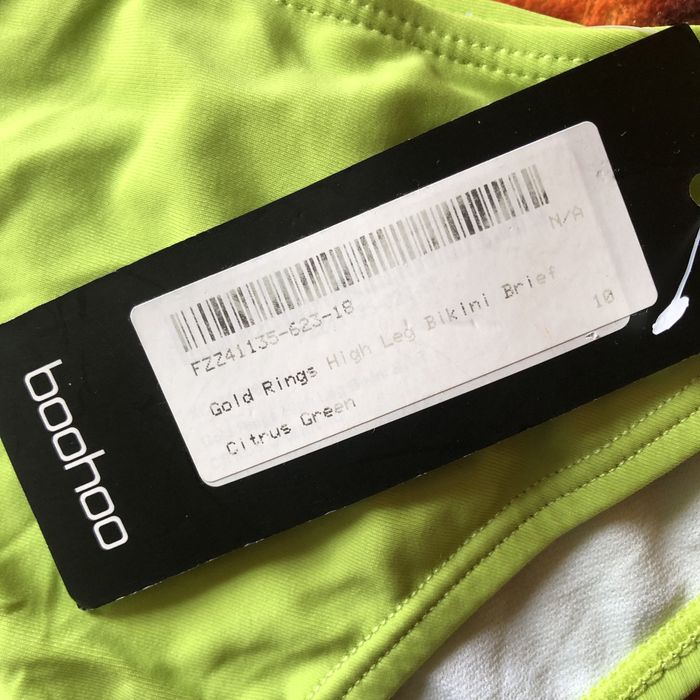 boohoo
N/A
FZZ41135-623-18
Gold Rings High Leg Bikini Brief
Citrus Green
10